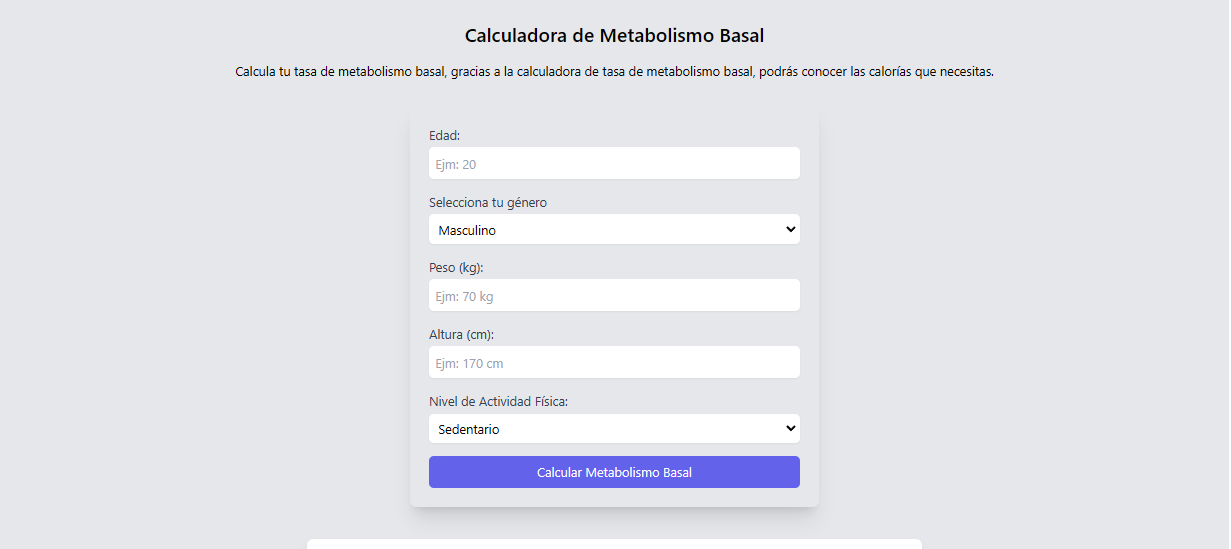 Calculadora de Metabolismo Basal
Calcula tu tasa de metabolismo basal, gracias a la calculadora de tasa de metabolismo basal, podrás conocer las calorías que necesitas.
Edad:
Ejm: 20
Selecciona tu género
Masculino
Peso (kg):
Ejm: 70 kg
Altura (cm):
Ejm: 170 cm
Nivel de Actividad Física:
Sedentario
Calcular Metabolismo Basal